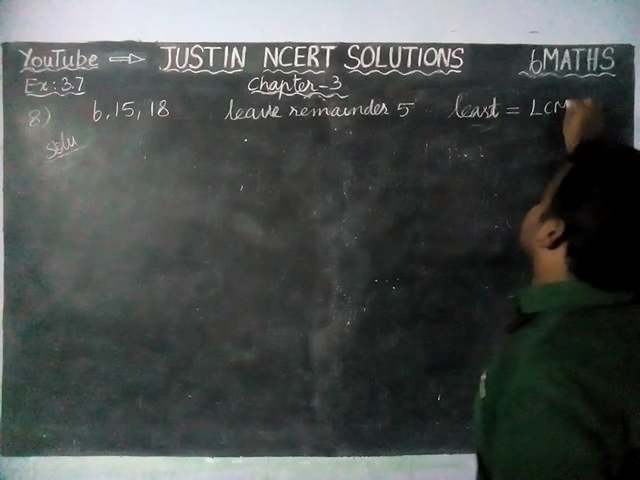 YouTube ⇒ JUSTIN NCERT SOLUTIONS 6MATHS
Ex: 3.7 Chapter-3
8) 6, 15, 18 leave remainder 5 least = LCM
Solu